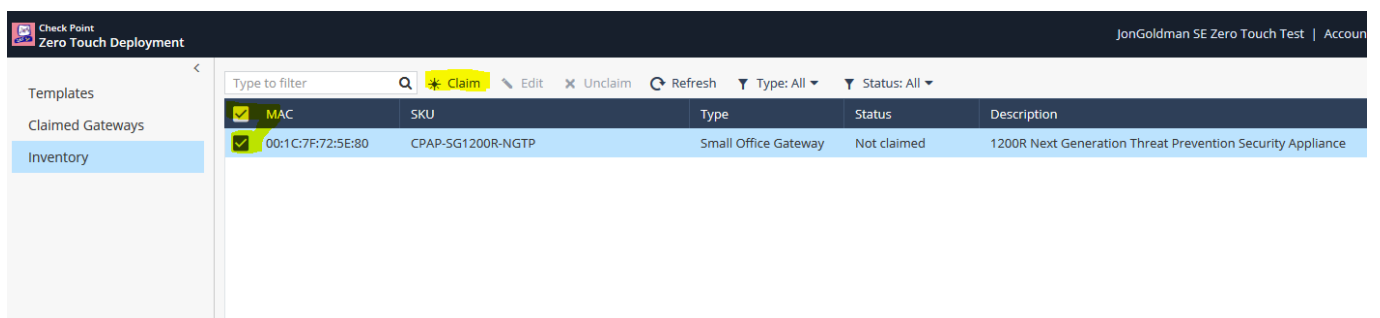 Check Point
Zero Touch Deployment
JonGoldman SE Zero Touch Test | Accoun
Templates
Claimed Gateways
Inventory
Type to filter Claim Edit Unclaim Refresh Type: All Status: All
MAC SKU Type Status Description
00:1C:7F:72:5E:80 CPAP-SG1200R-NGTP Small Office Gateway Not claimed 1200R Next Generation Threat Prevention Security Appliance